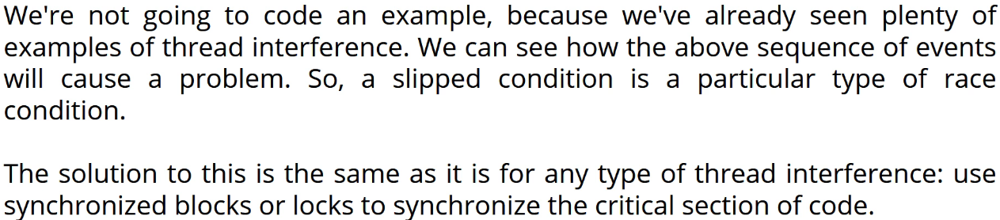 We're not going to code an example, because we've already seen plenty of
examples of thread interference. We can see how the above sequence of events
will cause a problem. So, a slipped condition is a particular type of race
condition.
The solution to this is the same as it is for any type of thread interference: use
synchronized blocks or locks to synchronize the critical section of code.